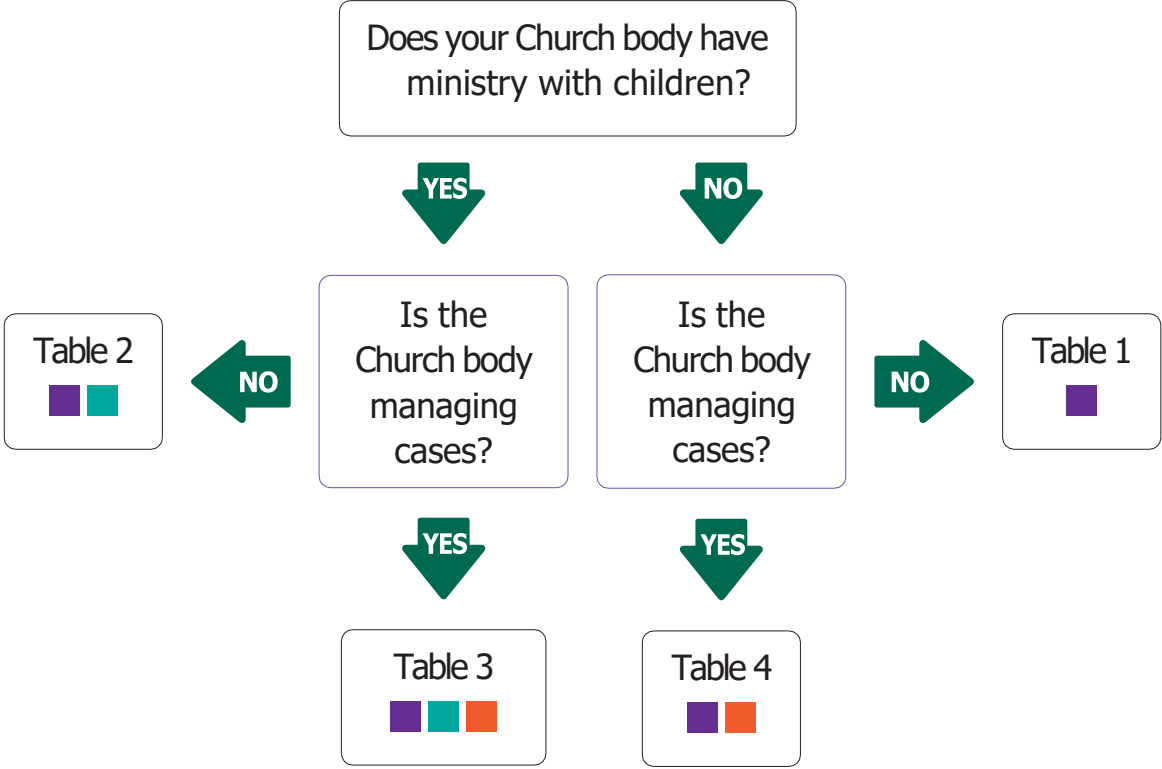 Does your Church body have
ministry with children?
YES
NO
Is the
Church body
managing
cases?
Is the
Church body
managing
cases?
Table 2
NO
NO
Table 1
YES
YES
Table 3
Table 4